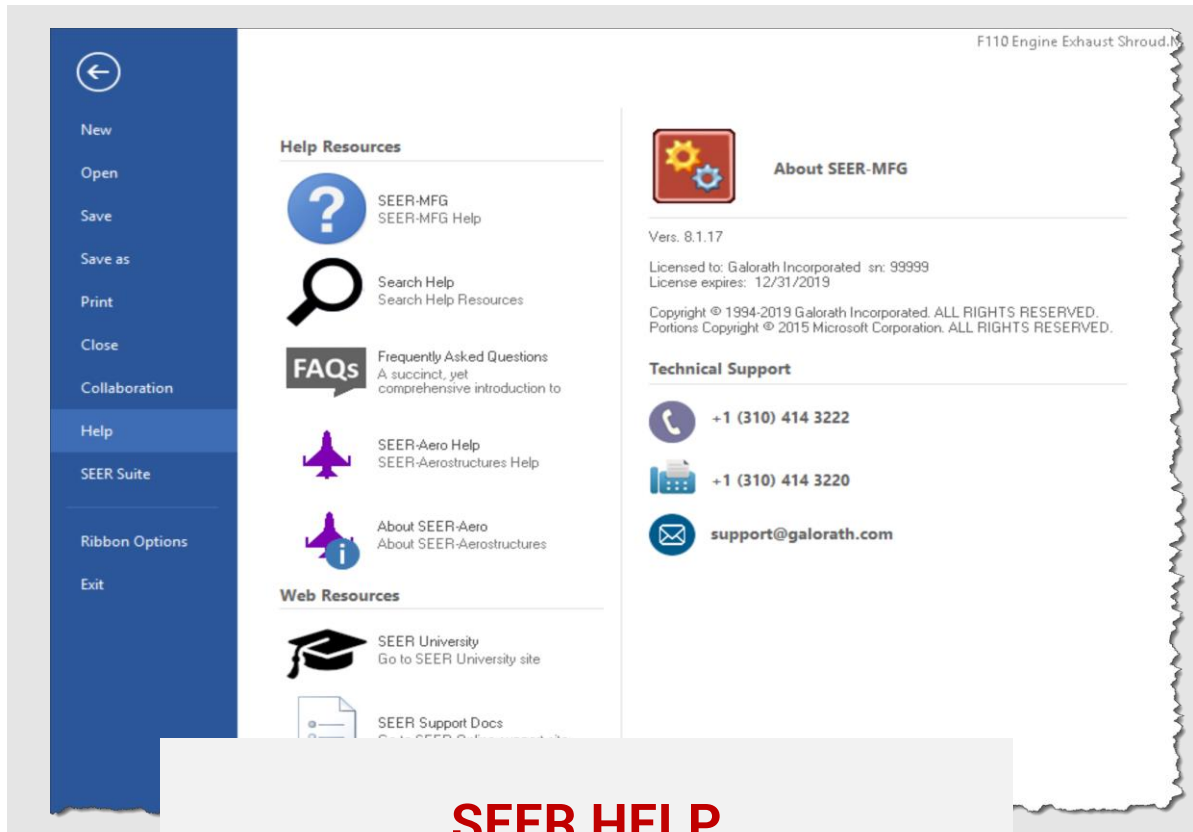 F110 Engine Exhaust Shroud.
New
Open
Save
Save as
Print
Close
Collaboration
Help
SEER Suite
Ribbon Options
Exit
Help Resources
SEER-MFG
SEER-MFG Help
Search Help
Search Help Resources
FAQs
Frequently Asked Questions
A succinct, yet
comprehensive introduction to
SEER-Aero Help
SEER-Aerostructures Help
About SEER-Aero
About SEER-Aerostructures
Web Resources
SEER University
Go to SEER University site
SEER Support Docs
About SEER-MFG
Vers. 8.1.17
Licensed to: Galorath Incorporated sn: 99999
License expires: 12/31/2019
Copyright © 1994-2019 Galorath Incorporated. ALL RIGHTS RESERVED.
Portions Copyright © 2015 Microsoft Corporation. ALL RIGHTS RESERVED.
Technical Support
+1 (310) 414 3222
+1 (310) 414 3220
support@galorath.com
SEER HELP